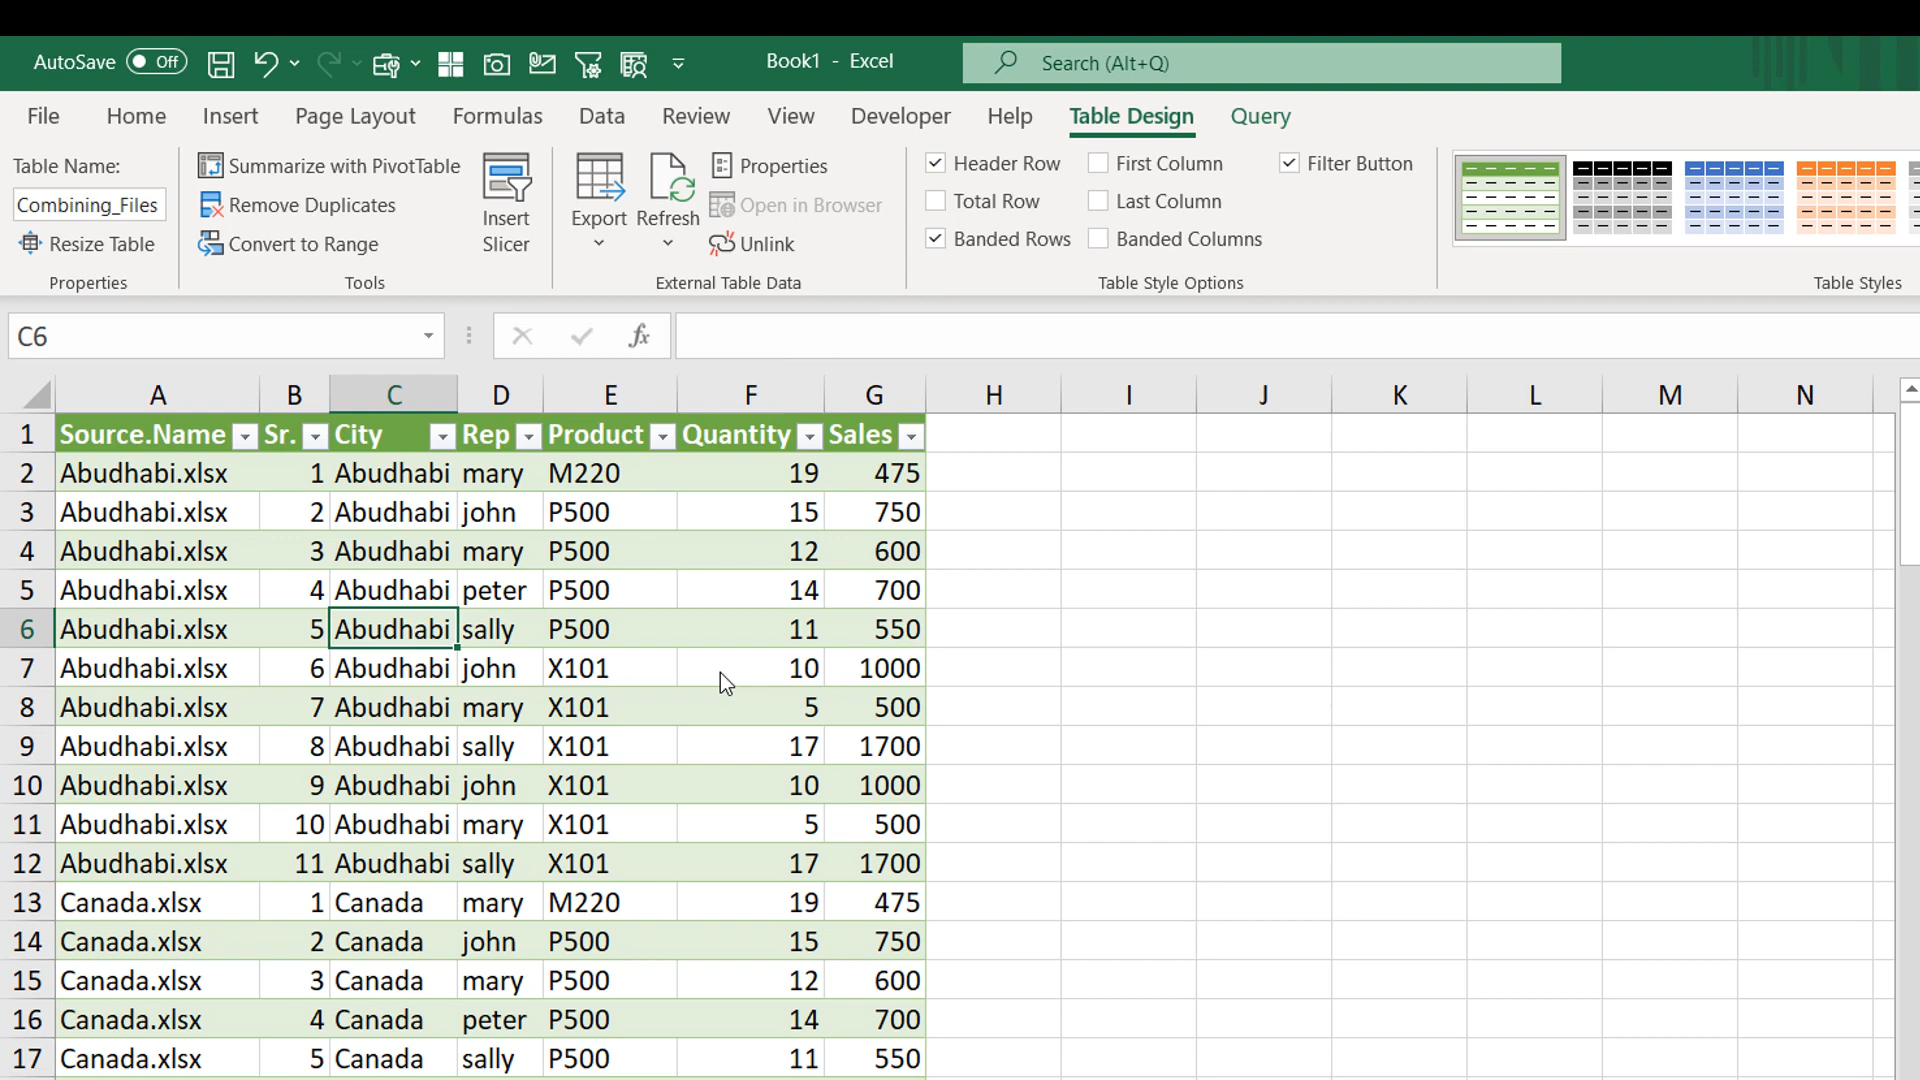 AutoSave Off Book1 - Excel Search (Alt+Q)
File Home Insert Page Layout Formulas Data Review View Developer Help Table Design Query
Table Name:
Combining_Files
Resize Table
Properties
Summarize with PivotTable
Remove Duplicates
Convert to Range
Tools
Insert
Slicer
Export
Refresh
Properties
Open in Browser
Unlink
External Table Data
Header Row First Column Filter Button
Total Row Last Column
Banded Rows Banded Columns
Table Style Options
Table Styles
C6 fx
A B C D E F G H I J K L M N
1 Source.Name Sr. City Rep Product Quantity Sales
2 Abudhabi.xlsx 1 Abudhabi mary M220 19 475
3 Abudhabi.xlsx 2 Abudhabi john P500 15 750
4 Abudhabi.xlsx 3 Abudhabi mary P500 12 600
5 Abudhabi.xlsx 4 Abudhabi peter P500 14 700
6 Abudhabi.xlsx 5 Abudhabi sally P500 11 550
7 Abudhabi.xlsx 6 Abudhabi john X101 10 1000
8 Abudhabi.xlsx 7 Abudhabi mary X101 5 500
9 Abudhabi.xlsx 8 Abudhabi sally X101 17 1700
10 Abudhabi.xlsx 9 Abudhabi john X101 10 1000
11 Abudhabi.xlsx 10 Abudhabi mary X101 5 500
12 Abudhabi.xlsx 11 Abudhabi sally X101 17 1700
13 Canada.xlsx 1 Canada mary M220 19 475
14 Canada.xlsx 2 Canada john P500 15 750
15 Canada.xlsx 3 Canada mary P500 12 600
16 Canada.xlsx 4 Canada peter P500 14 700
17 Canada.xlsx 5 Canada sally P500 11 550